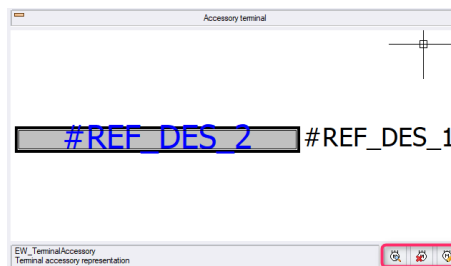 Accessory terminal
#REF_DES_2
#REF_DES_1
EW_TerminalAccessory
Terminal accessory representation